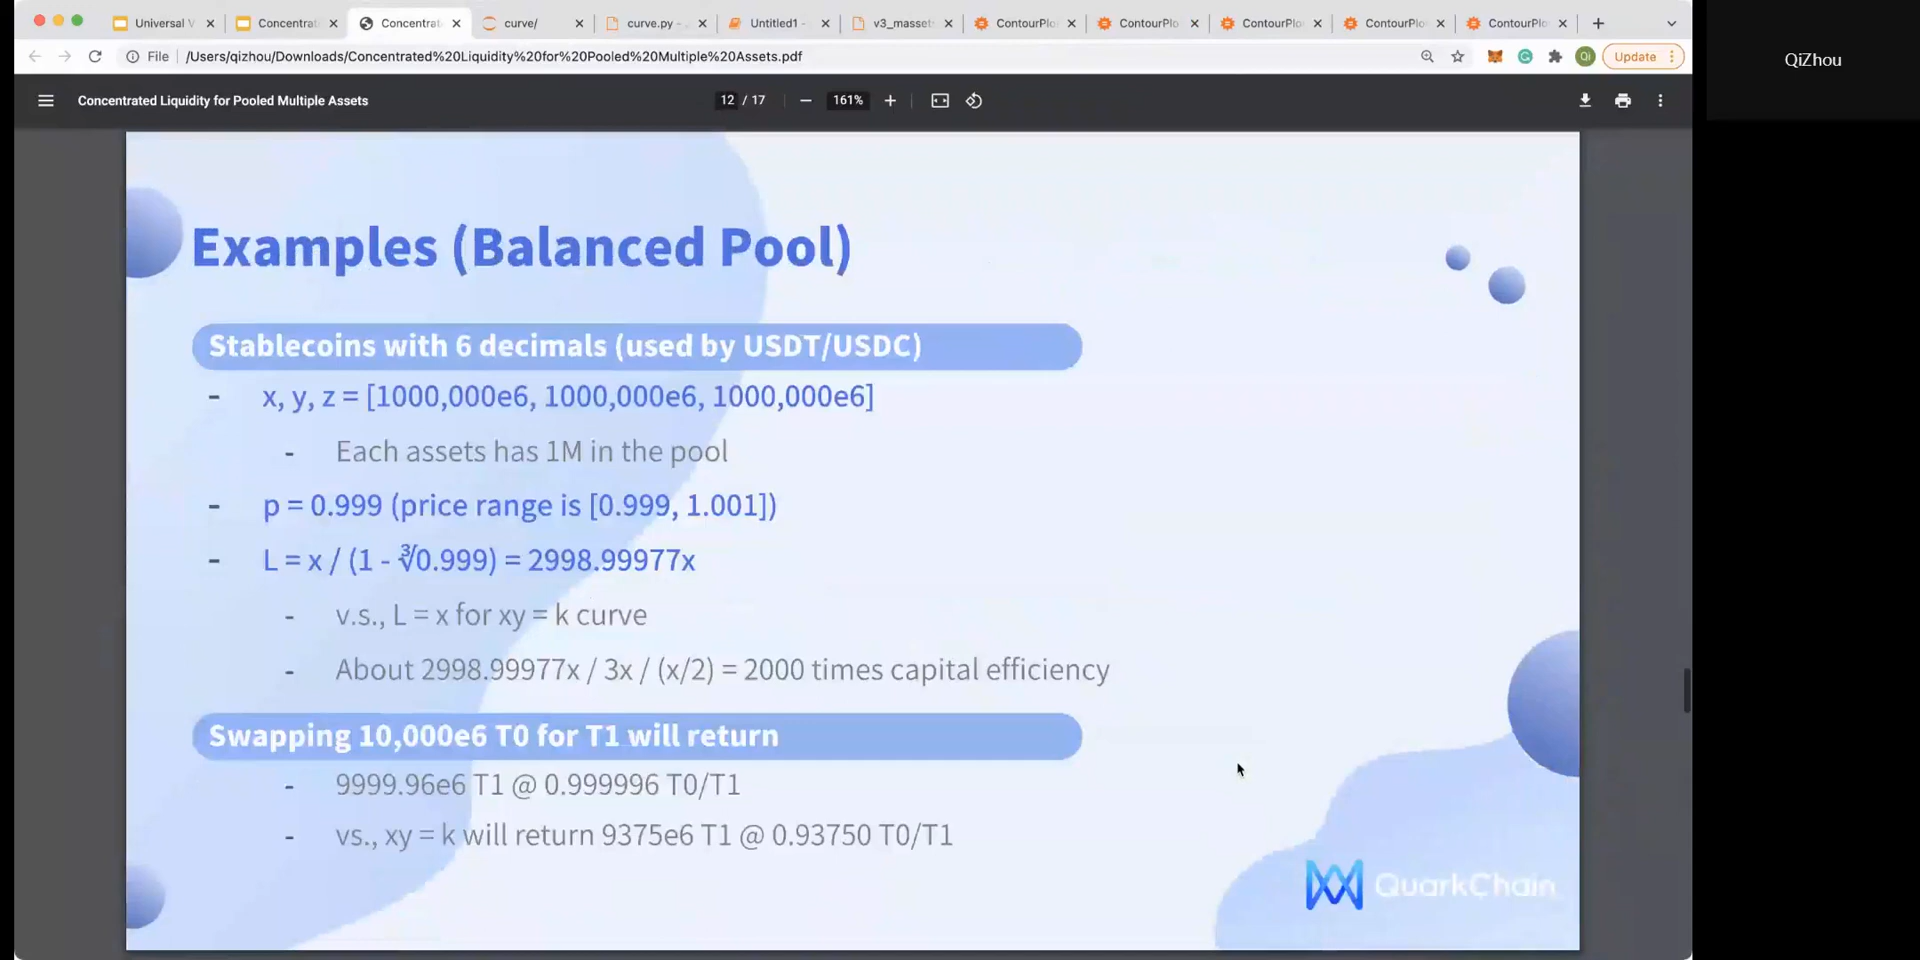 Universal V
Concentrat
Concentrat
curve/
curve.py -
Untitled1 -
v3_masset
ContourPlo
ContourPlo
ContourPlo
ContourPlo
ContourPlo
File
/Users/qizhou/Downloads/Concentrated%20Liquidity%20for%20Pooled%20Multiple%20Assets.pdf
Qi
Update
QiZhou
Concentrated Liquidity for Pooled Multiple Assets
12 / 17
161%
Examples (Balanced Pool)
Stablecoins with 6 decimals (used by USDT/USDC)
- x, y, z = [1000,000e6, 1000,000e6, 1000,000e6]
- Each assets has 1M in the pool
- p = 0.999 (price range is [0.999, 1.001])
- L = x / (1 - ∛0.999) = 2998.99977x
- v.s., L = x for xy = k curve
- About 2998.99977x / 3x / (x/2) = 2000 times capital efficiency
Swapping 10,000e6 T0 for T1 will return
- 9999.96e6 T1 @ 0.999996 T0/T1
- vs., xy = k will return 9375e6 T1 @ 0.93750 T0/T1
QuarkChain